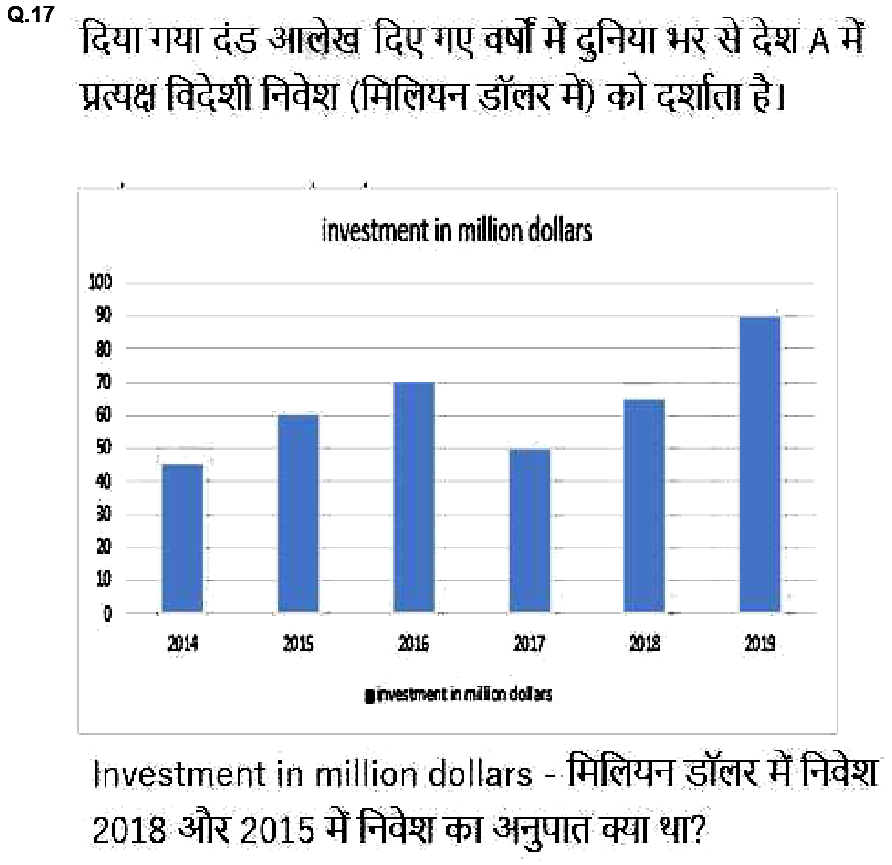 Q.17
दिया गया दंड आलेख दिए गए वर्षों में दुनिया भर से देश A में
प्रत्यक्ष विदेशी निवेश (मिलियन डॉलर में) को दर्शाता है।
investment in million dollars
100
90
80
70
60
50
40
30
20
10
0
2014 2015 2016 2017 2018 2019
investment in million dollars
Investment in million dollars - मिलियन डॉलर में निवेश
2018 और 2015 में निवेश का अनुपात क्या था?